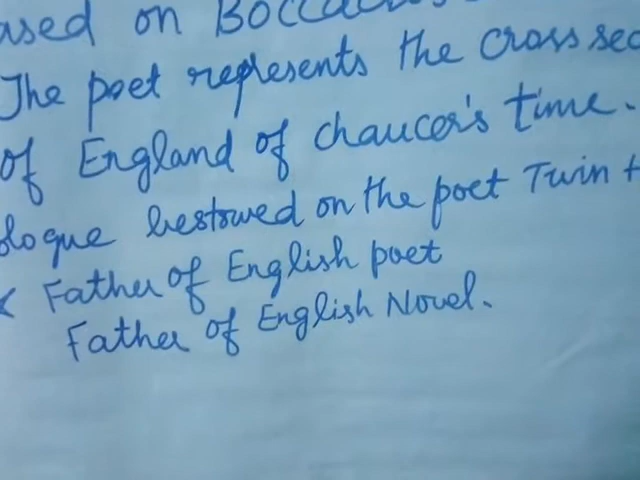 ased on Boccaccio's
The poet represents the cross sec
of England of Chaucer's time.
logue bestowed on the poet Twin t
& Father of English poet
Father of English Novel.